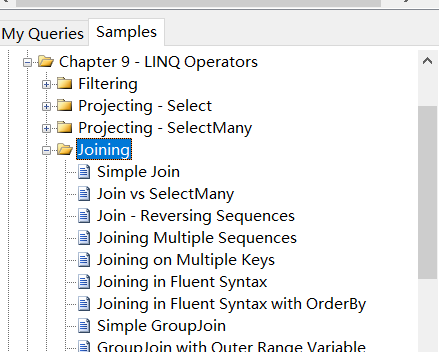 My Queries Samples
Chapter 9 - LINQ Operators
Filtering
Projecting - Select
Projecting - SelectMany
Joining
Simple Join
Join vs SelectMany
Join - Reversing Sequences
Joining Multiple Sequences
Joining on Multiple Keys
Joining in Fluent Syntax
Joining in Fluent Syntax with OrderBy
Simple GroupJoin
GroupJoin with Outer Range Variable